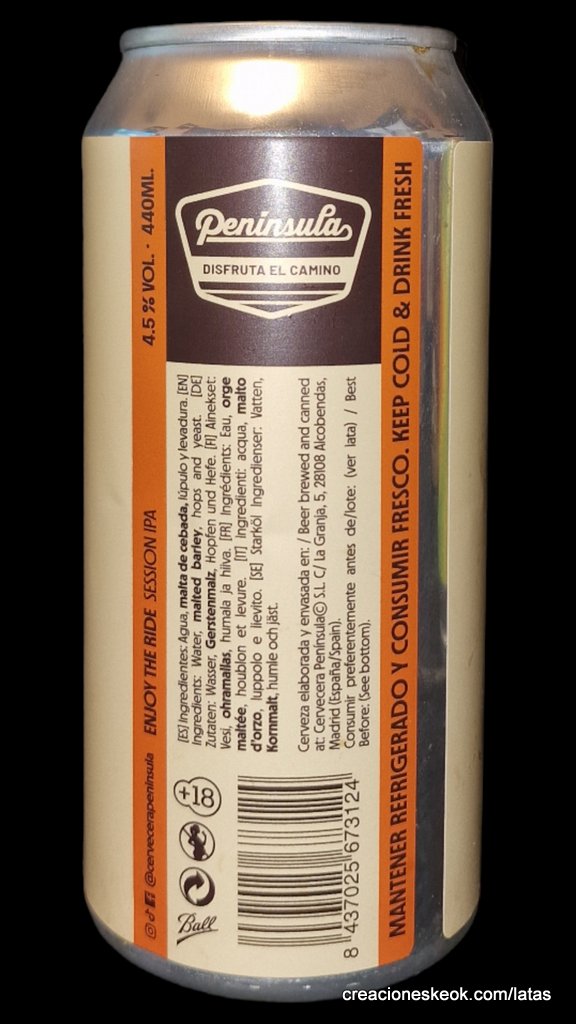 Península
DISFRUTA EL CAMINO
@cervecerapeninsula ENJOY THE RIDE SESSION IPA 4.5 % VOL. · 440ML.
[ES] Ingredientes: Agua, malta de cebada, lúpulo y levadura. [EN]
Ingredients: Water, malted barley, hops and yeast. [DE]
Zutaten: Wasser, Gerstenmalz, Hopfen und Hefe. [FI] Ainekset:
Vesi, ohramallas, humala ja hiiva. [FR] Ingrédients: Eau, orge
maltée, houblon et levure. [IT] Ingredienti: acqua, malto
d'orzo, luppolo e lievito. [SE] Starköl Ingredienser: Vatten,
Kornmalt, humle och jäst.
Cerveza elaborada y envasada en: / Beer brewed and canned
at: Cervecera Península© S.L. C/ La Granja, 5, 28108 Alcobendas,
Madrid (España/Spain).
Consumir preferentemente antes de/lote: (ver lata) / Best
Before: (See bottom).
Ball
+18
8 437025 673124
MANTENER REFRIGERADO Y CONSUMIR FRESCO. KEEP COLD & DRINK FRESH
creacioneskeok.com/latas